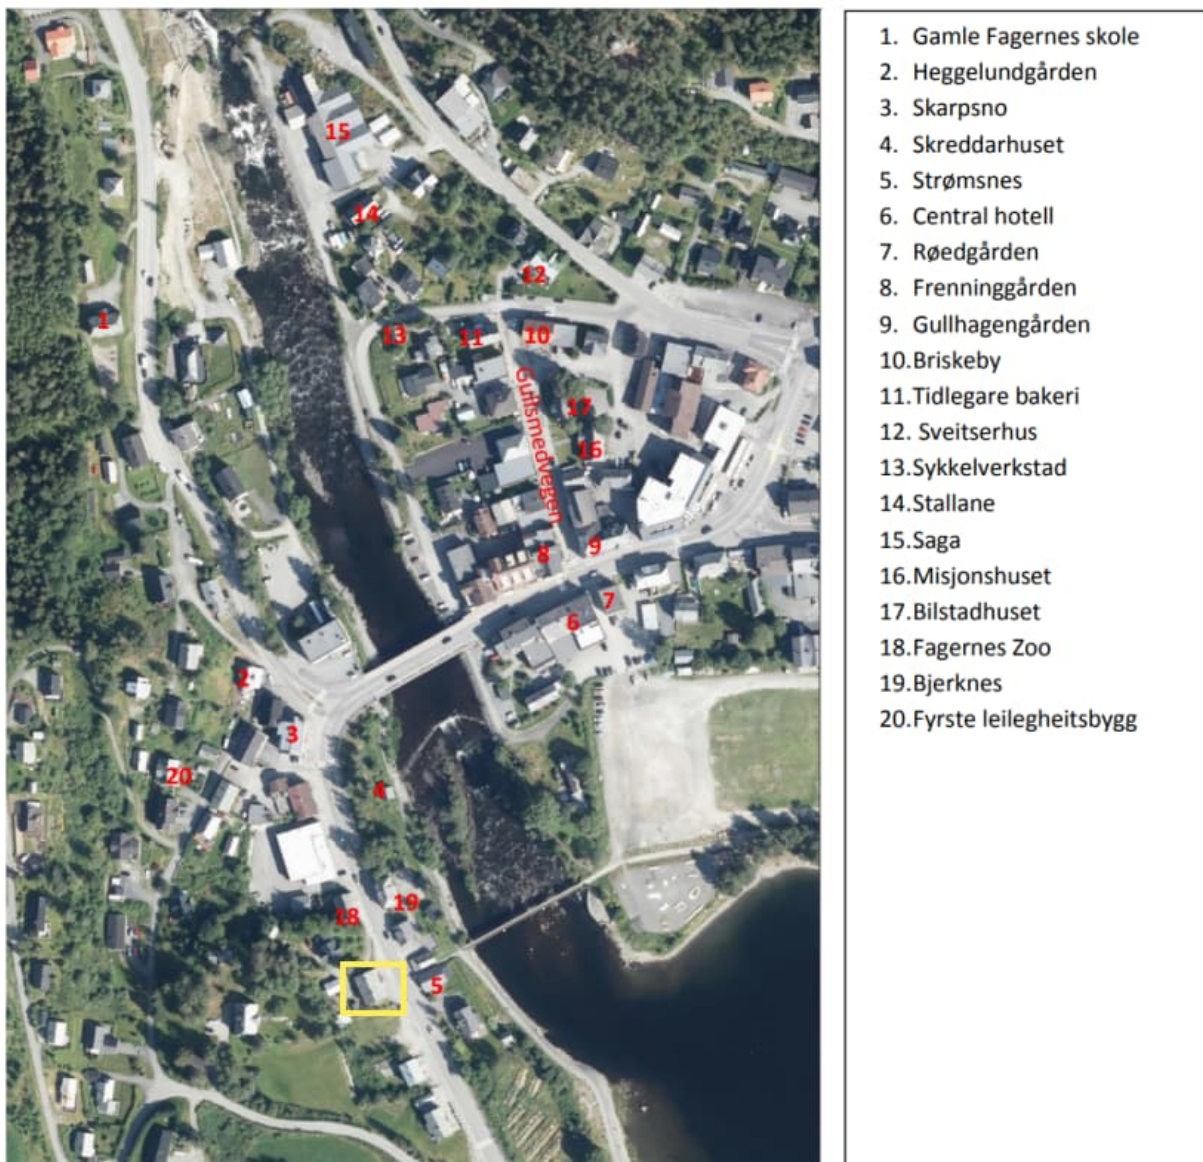 1. Gamle Fagernes skole
2. Heggelundgården
3. Skarpsno
4. Skreddarhuset
5. Strømsnes
6. Central hotell
7. Røedgården
8. Frenninggården
9. Gullhagengården
10.Briskeby
11.Tidlegare bakeri
12. Sveitserhus
13.Sykkelverkstad
14.Stallane
15.Saga
16.Misjonshuset
17.Bilstadhuset
18.Fagernes Zoo
19.Bjerknes
20.Fyrste leilegheitsbygg
15
14
12
1
13
11
10
Gullsmedvegen
17
16
8
9
7
6
2
3
20
4
19
18
5